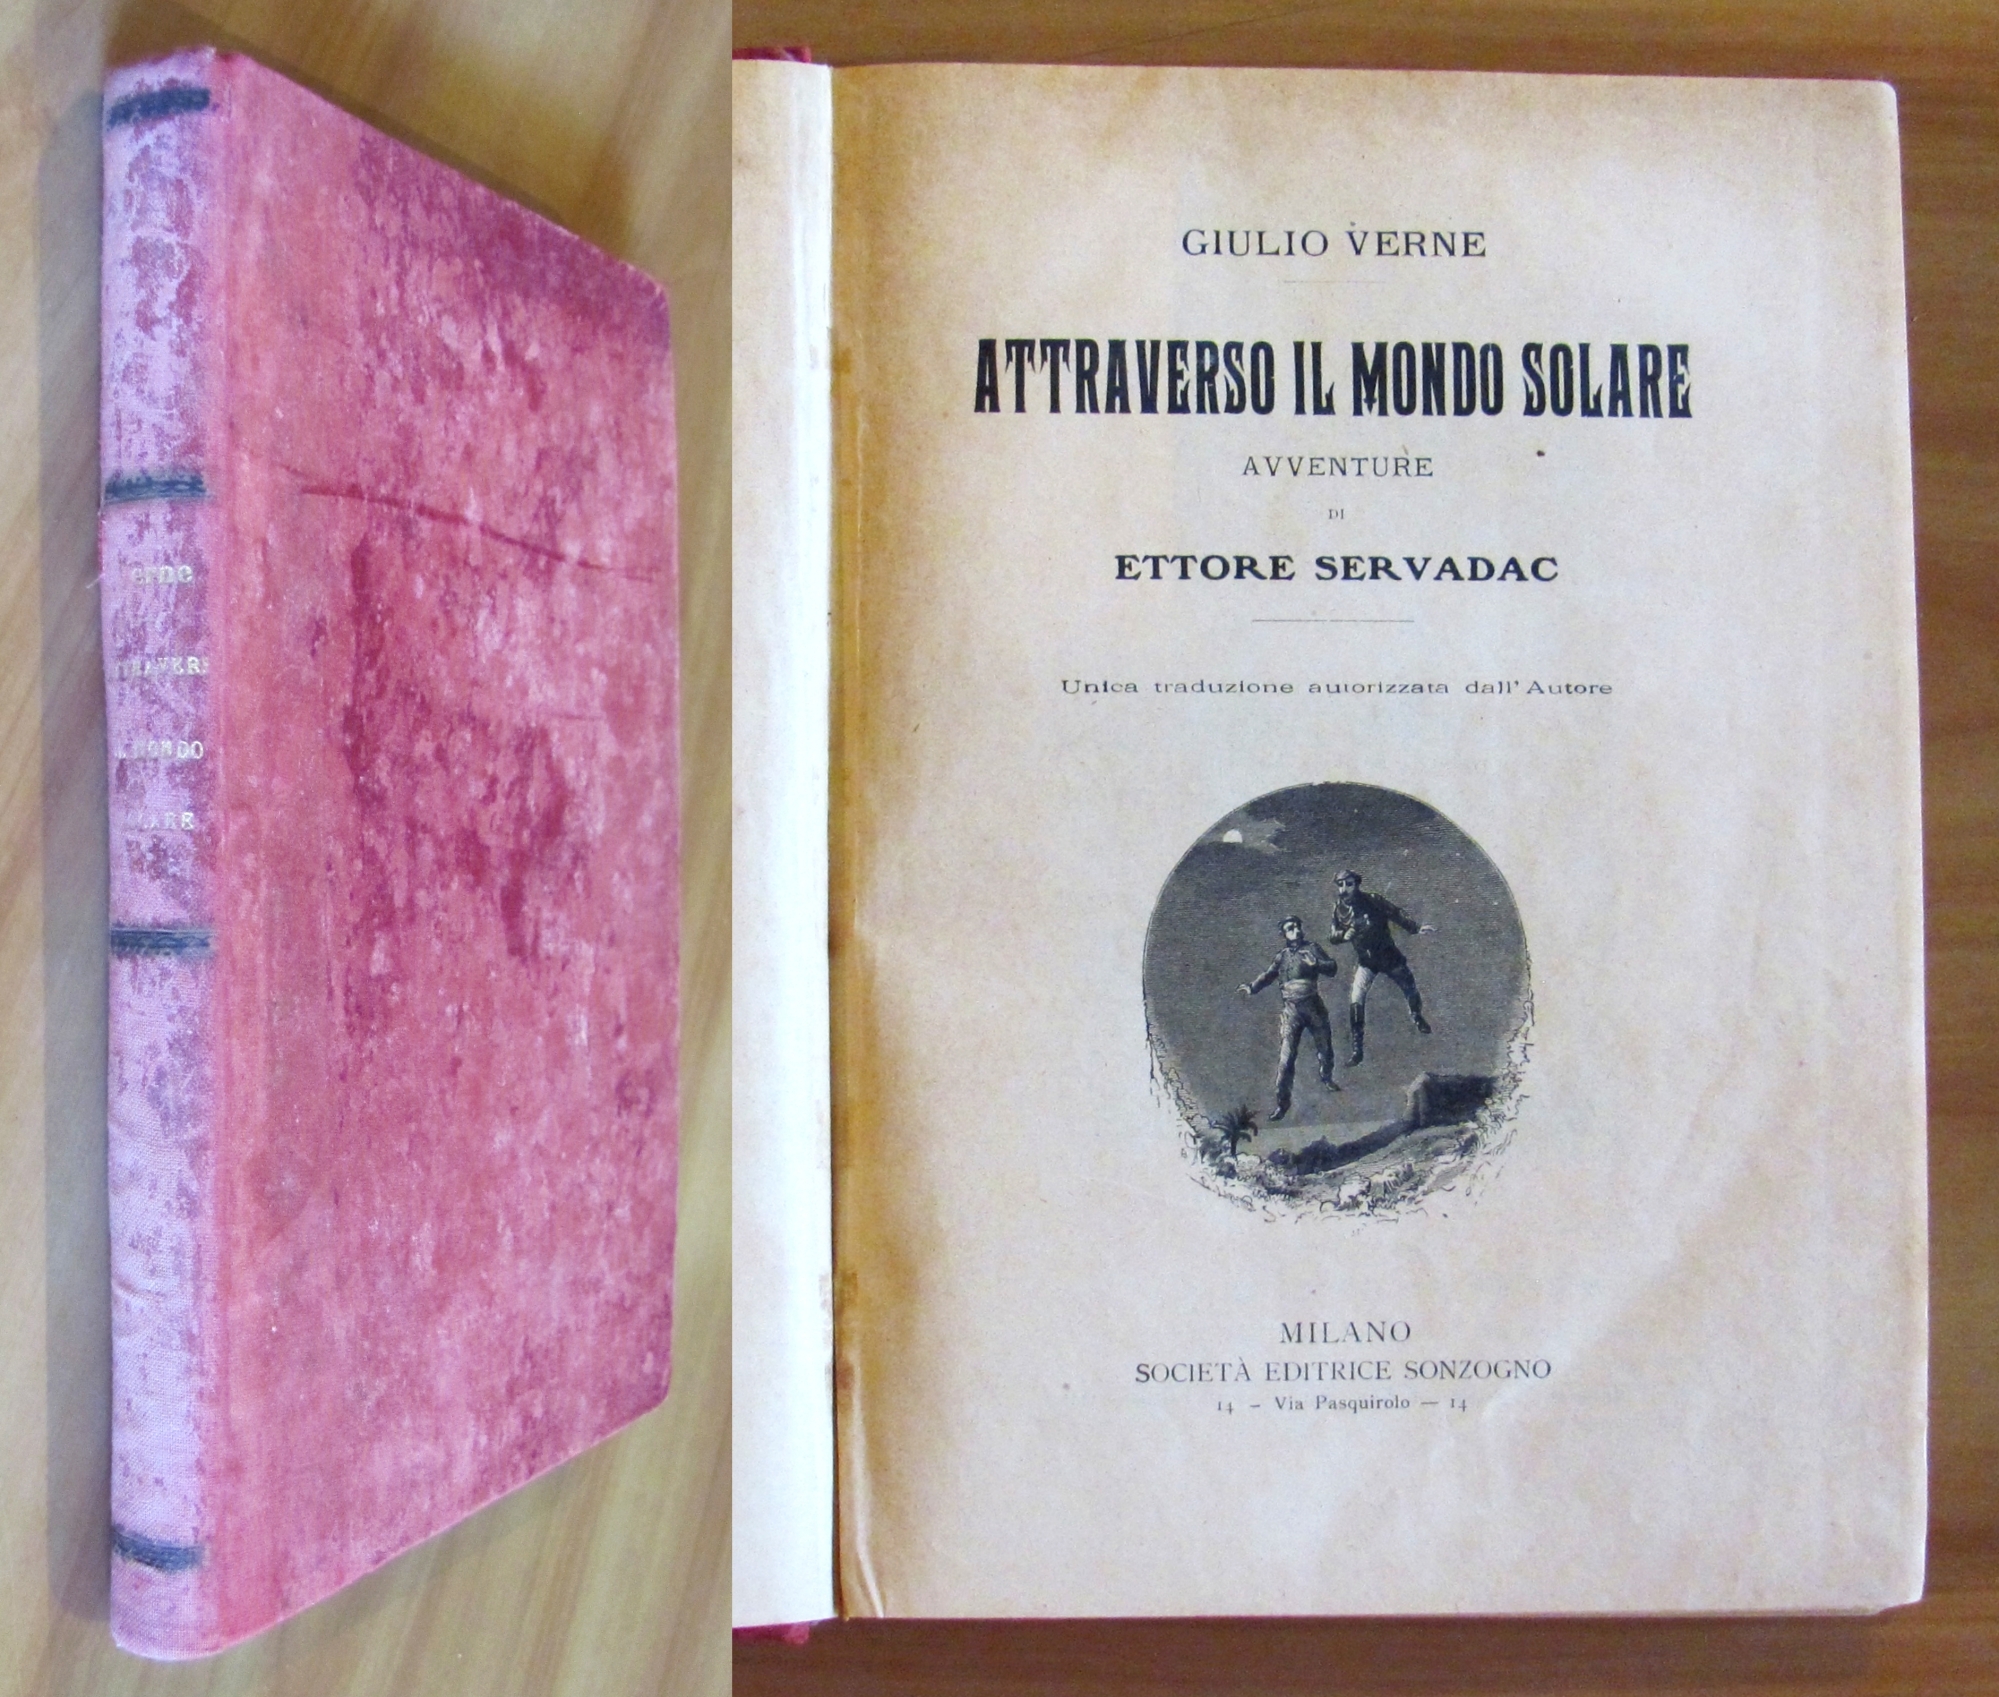 MONDO
GIULIO VERNE
ATTRAVERSO IL MONDO SOLARE
AVVENTURE
DI
ETTORE SERVADAC
Unica traduzione autorizzata dall' Autore
MILANO
SOCIETÀ EDITRICE SONZOGNO
14 – Via Pasquirolo — 14